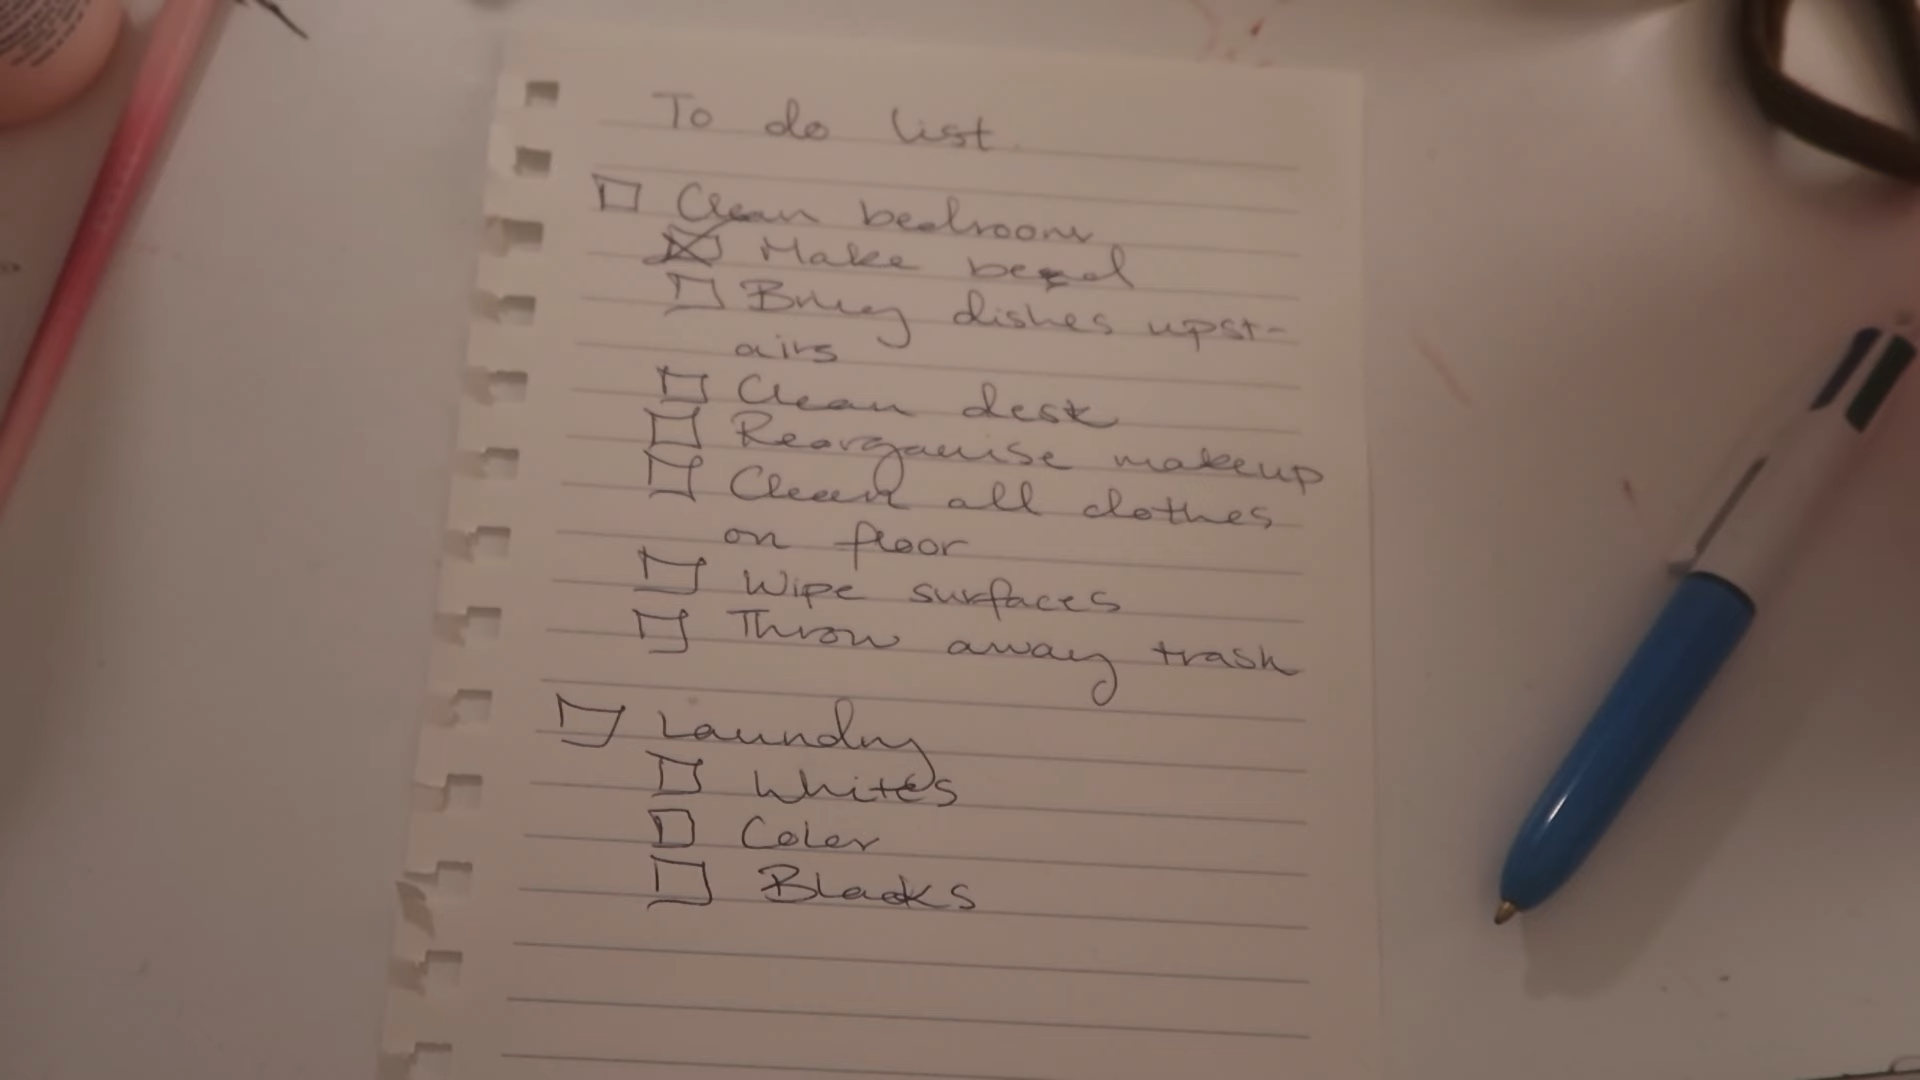 To do list
Clean bedroom
Make bed
Bring dishes upst-
airs
Clean desk
Reorganise makeup
Clean all clothes
on floor
Wipe surfaces
Throw away trash
Laundry
Whites
Color
Blacks